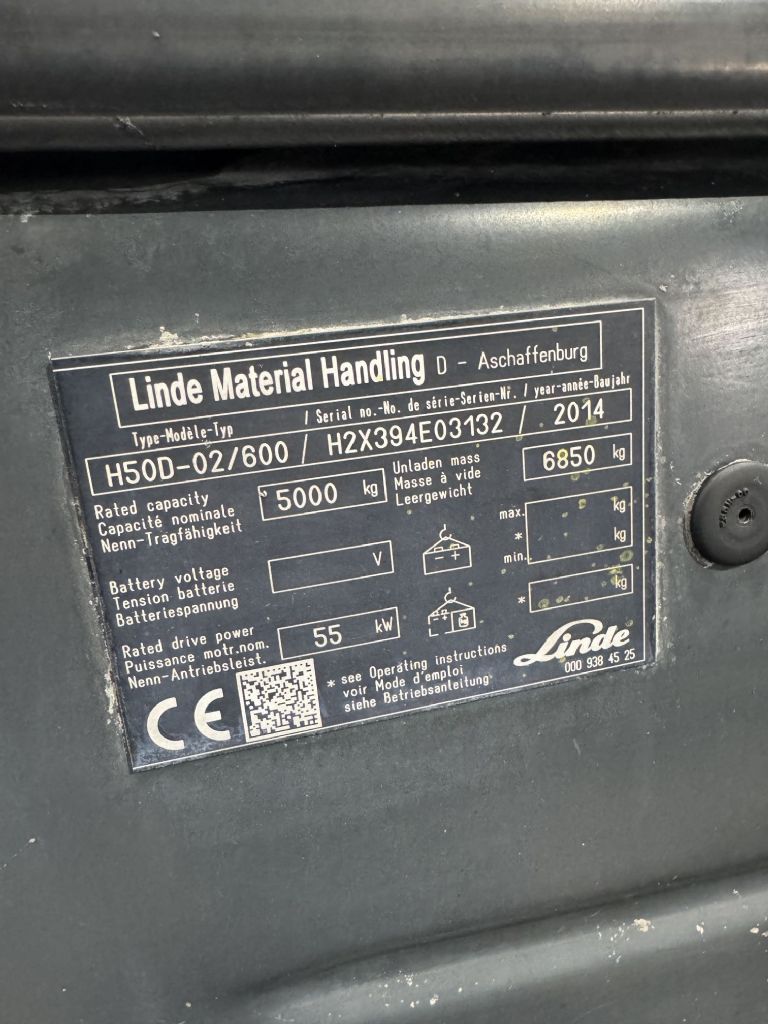 Linde Material Handling D - Aschaffenburg
Type-Modèle-Typ / Serial no.-No. de série-Serien-Nr. / year-année-Baujahr
H50D-02/600 / H2X394E03132 / 2014
Rated capacity
Capacité nominale
Nenn-Tragfähigkeit
5000 kg
Unladen mass
Masse à vide
Leergewicht
6850 kg
Battery voltage
Tension batterie
Batteriespannung
V
max. kg
* kg
min.
* kg
Rated drive power
Puissance motr.nom.
Nenn-Antriebsleist.
55 kW
CE
* see Operating instructions
voir Mode d'emploi
siehe Betriebsanleitung
Linde
000 938 45 25